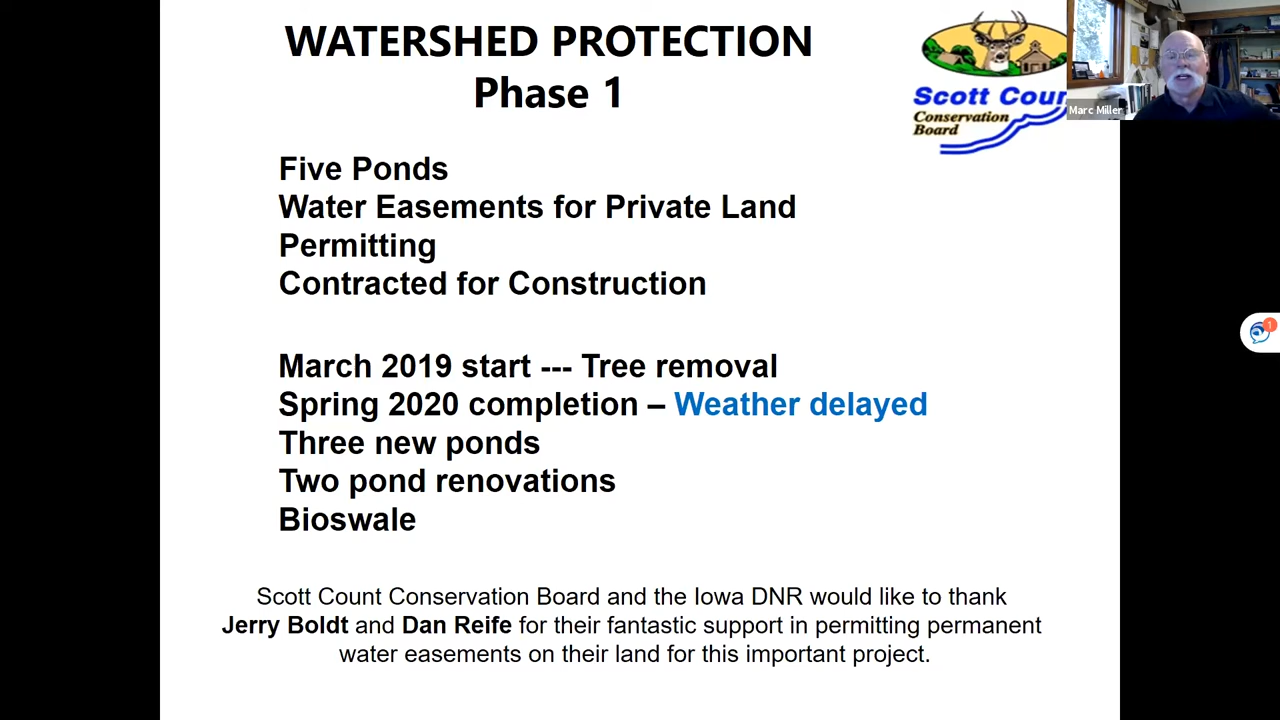 WATERSHED PROTECTION
Phase 1
Scott Coun
Conservation
Board
Marc Miller
Five Ponds
Water Easements for Private Land
Permitting
Contracted for Construction
1
March 2019 start --- Tree removal
Spring 2020 completion – Weather delayed
Three new ponds
Two pond renovations
Bioswale
Scott Count Conservation Board and the Iowa DNR would like to thank
Jerry Boldt and Dan Reife for their fantastic support in permitting permanent
water easements on their land for this important project.